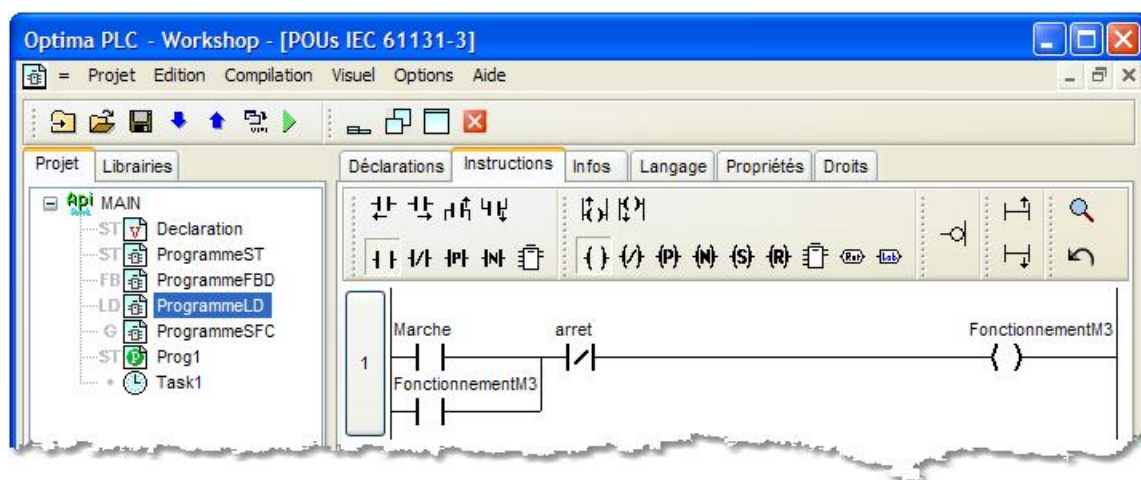 Optima PLC - Workshop - [POUs IEC 61131-3]
= Projet Edition Compilation Visuel Options Aide
Projet Librairies
Déclarations Instructions Infos Langage Propriétés Droits
Api MAIN
ST Declaration
ST ProgrammeST
FB ProgrammeFBD
LD ProgrammeLD
G ProgrammeSFC
ST Prog1
Task1
(P) (N) (S) (R)
Marche arret FonctionnementM3
1
FonctionnementM3